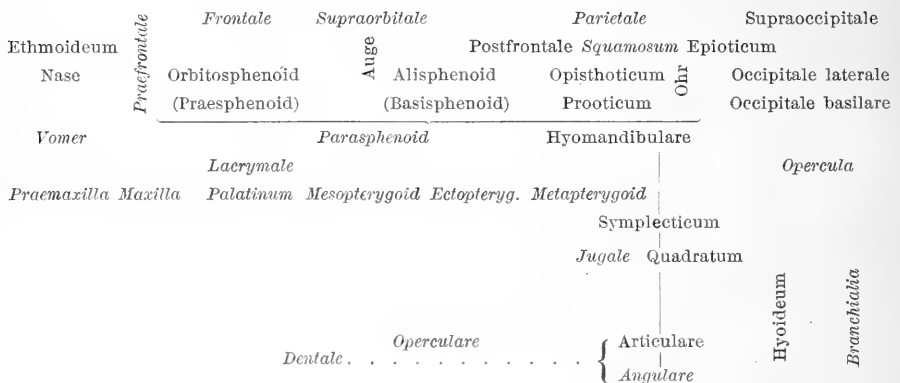 Frontale Supraorbitale Parietale Supraoccipitale
Ethmoideum Praefrontale Auge Postfrontale Squamosum Epioticum
Nase Orbitosphenoid Alisphenoid Opisthoticum Ohr Occipitale laterale
(Praesphenoid) (Basisphenoid) Prooticum Occipitale basilare
Vomer Parasphenoid Hyomandibulare
Lacrymale Opercula
Praemaxilla Maxilla Palatinum Mesopterygoid Ectopteryg. Metapterygoid
Symplecticum
Jugale Quadratum
Hyoideum Branchialia
Operculare Articulare
Dentale . . . . . . . . . . . {
Angulare